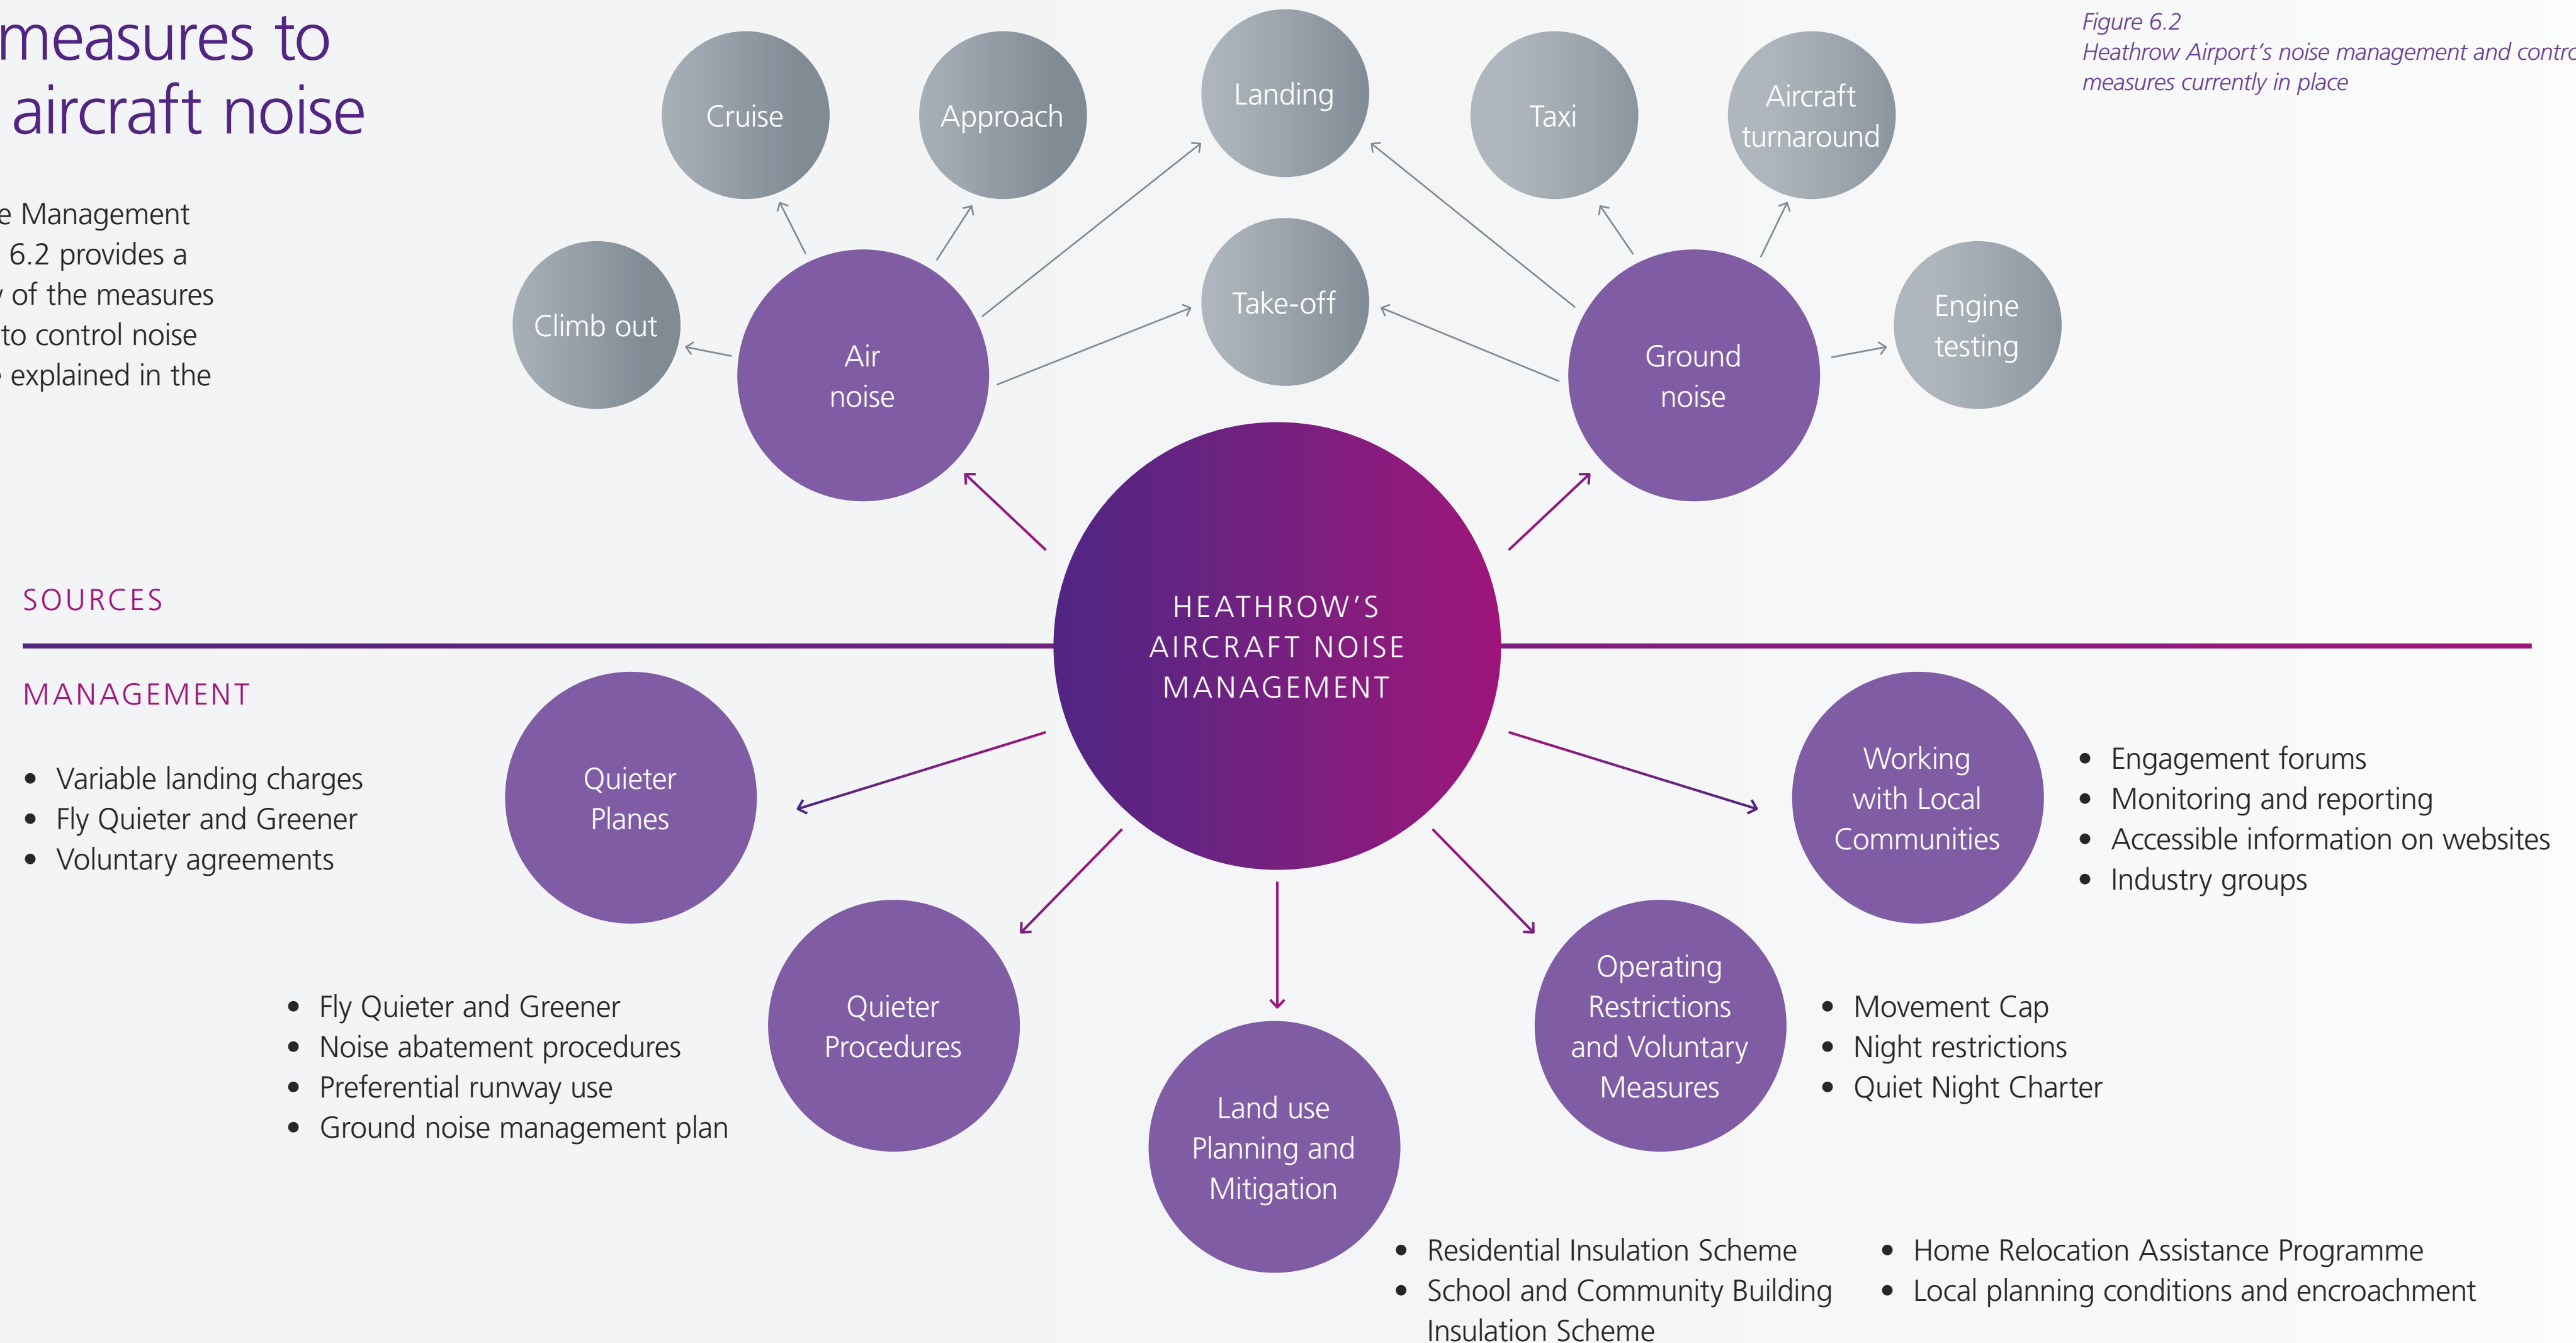 measures to
aircraft noise
e Management
6.2 provides a
of the measures
to control noise
explained in the
Figure 6.2
Heathrow Airport's noise management and contro
measures currently in place
Cruise
Approach
Landing
Taxi
Aircraft
turnaround
Climb out
Take-off
Engine
testing
Air
noise
Ground
noise
SOURCES
HEATHROW'S
AIRCRAFT NOISE
MANAGEMENT
MANAGEMENT
• Variable landing charges
• Fly Quieter and Greener
• Voluntary agreements
Quieter
Planes
Working
with Local
Communities
• Engagement forums
• Monitoring and reporting
• Accessible information on websites
• Industry groups
• Fly Quieter and Greener
• Noise abatement procedures
• Preferential runway use
• Ground noise management plan
Quieter
Procedures
Operating
Restrictions
and Voluntary
Measures
• Movement Cap
• Night restrictions
• Quiet Night Charter
Land use
Planning and
Mitigation
• Residential Insulation Scheme
• School and Community Building
Insulation Scheme
• Home Relocation Assistance Programme
• Local planning conditions and encroachment